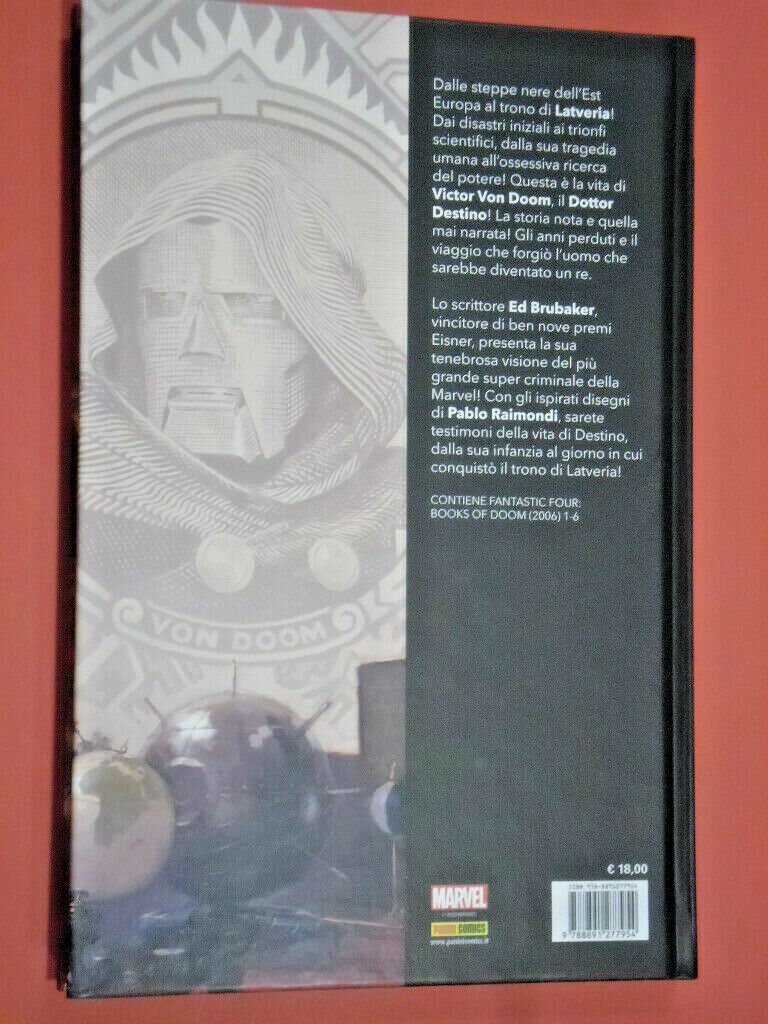 Dalle steppe nere dell'Est
Europa al trono di Latveria!
Dai disastri iniziali ai trionfi
scientifici, dalla sua tragedia
umana all'ossessiva ricerca
del potere! Questa è la vita di
Victor Von Doom, il Dottor
Destino! La storia nota e quella
mai narrata! Gli anni perduti e il
viaggio che forgiò l'uomo che
sarebbe diventato un re.
Lo scrittore Ed Brubaker,
vincitore di ben nove premi
Eisner, presenta la sua
tenebrosa visione del più
grande super criminale della
Marvel! Con gli ispirati disegni
di Pablo Raimondi, sarete
testimoni della vita di Destino,
dalla sua infanzia al giorno in cui
conquistò il trono di Latveria!
CONTIENE FANTASTIC FOUR:
BOOKS OF DOOM (2006) 1-6
VON DOOM
€ 18,00
MARVEL
PANINI COMICS
www.paninicomics.it
9 788891 277954